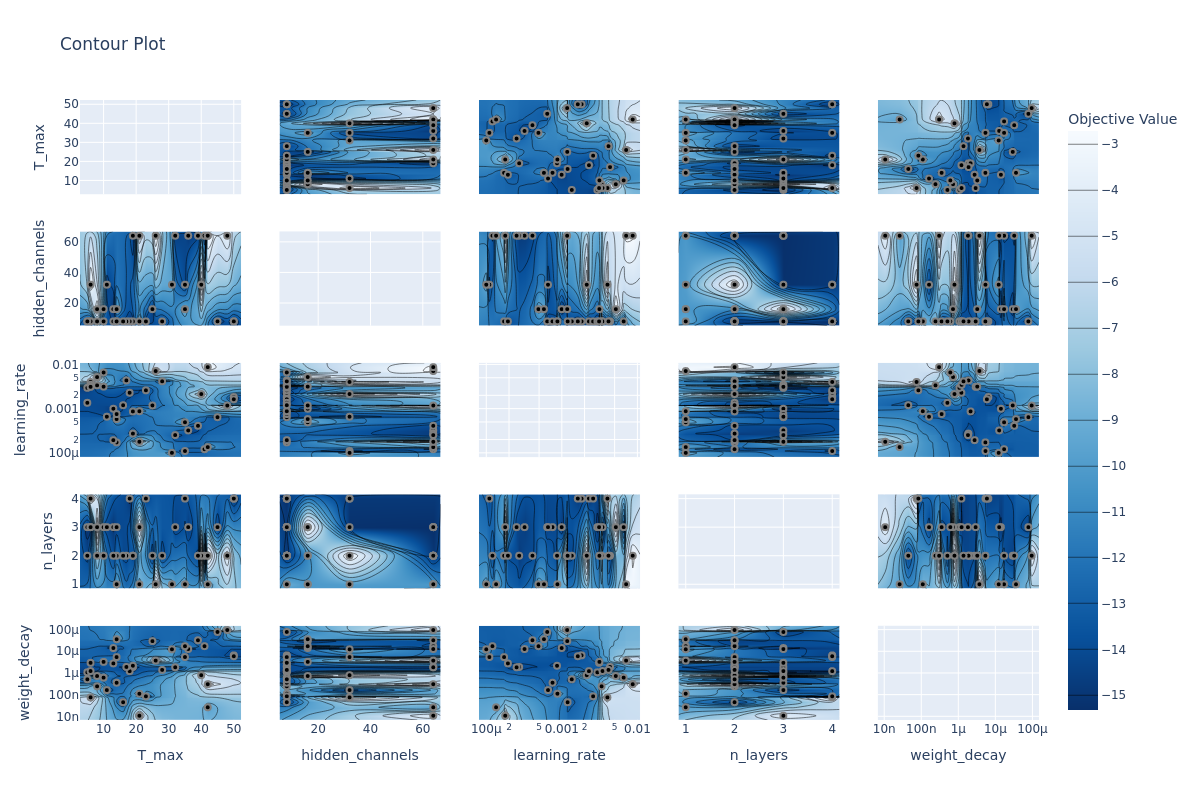 Contour Plot
Objective Value
T_max
50
40
30
20
10
hidden_channels
60
40
20
learning_rate
0.01
5
2
0.001
5
2
100μ
n_layers
4
3
2
1
weight_decay
100μ
10μ
1μ
100n
10n
10 20 30 40 50
T_max
20 40 60
hidden_channels
100μ 2 5 0.001 2 5 0.01
learning_rate
1 2 3 4
n_layers
10n 100n 1μ 10μ 100μ
weight_decay
−3
−4
−5
−6
−7
−8
−9
−10
−11
−12
−13
−14
−15